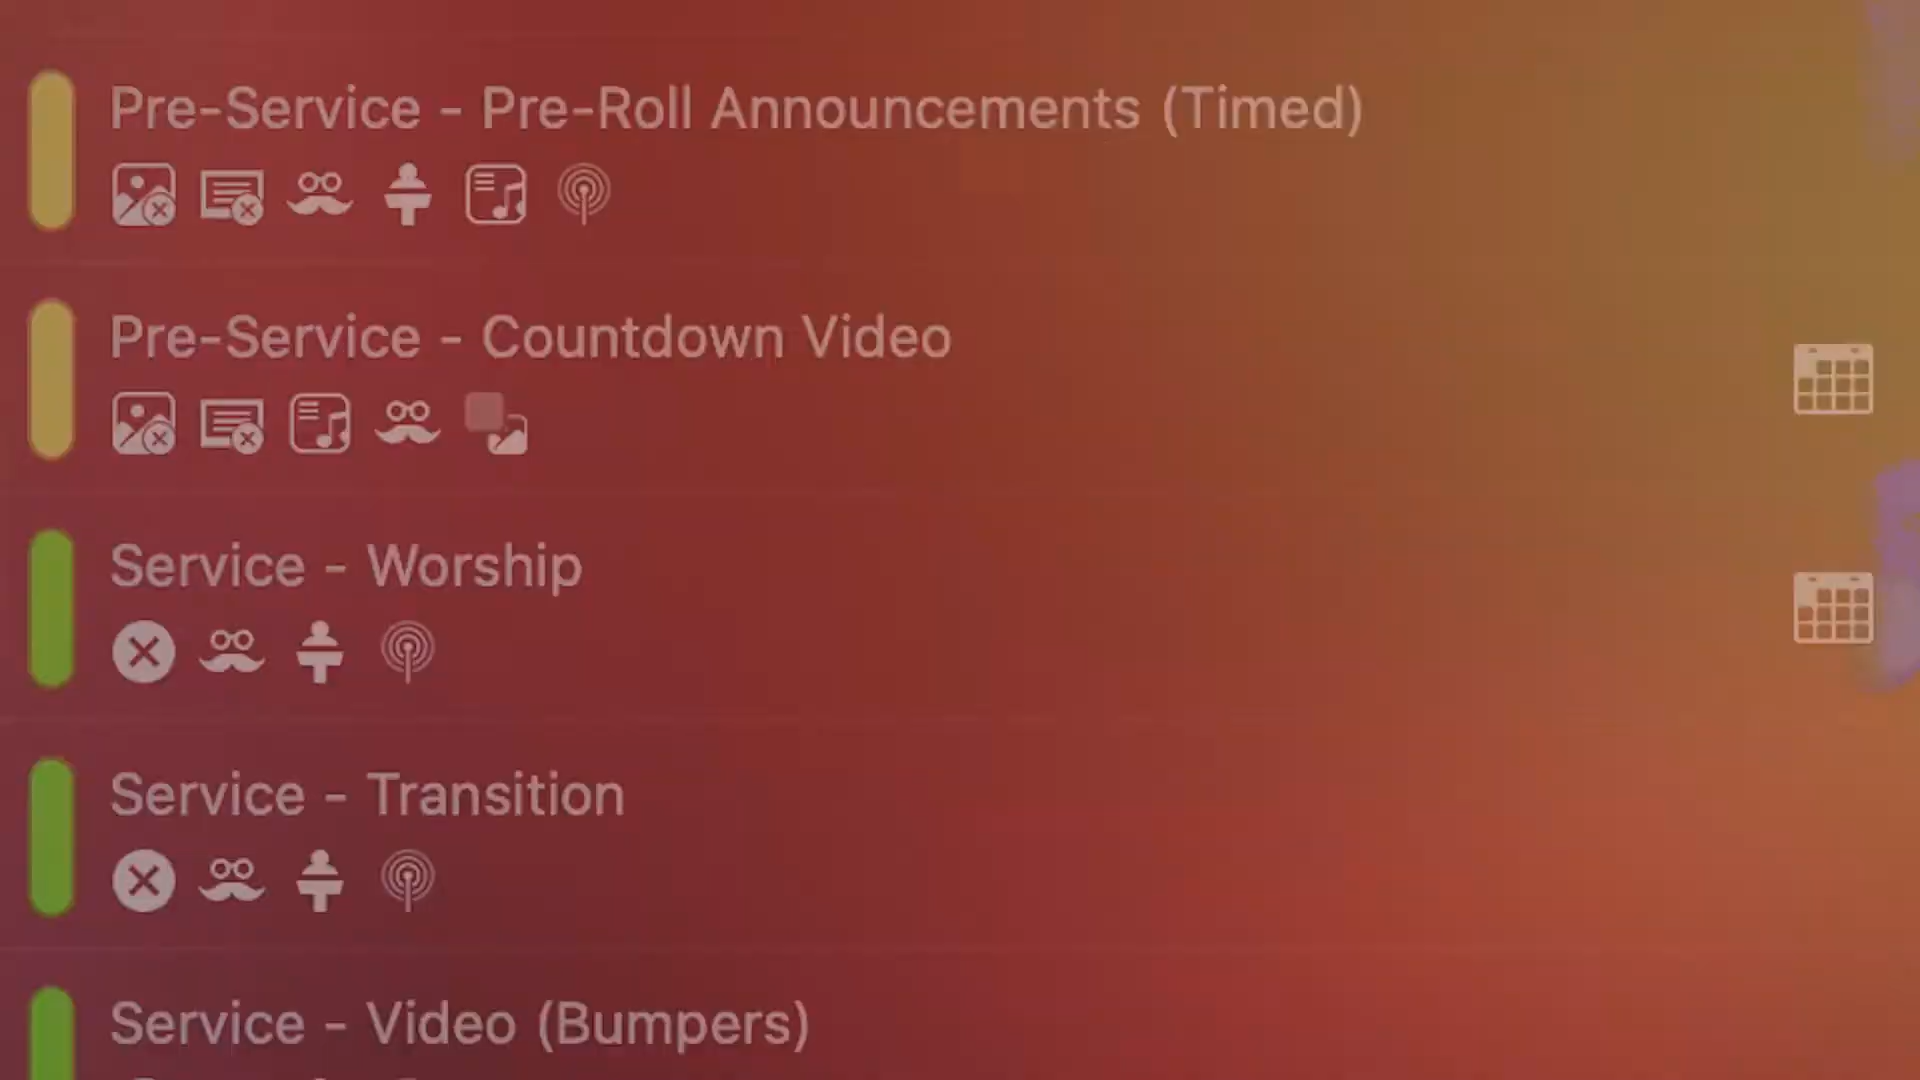 Pre-Service - Pre-Roll Announcements (Timed)
Pre-Service - Countdown Video
Service - Worship
Service - Transition
Service - Video (Bumpers)